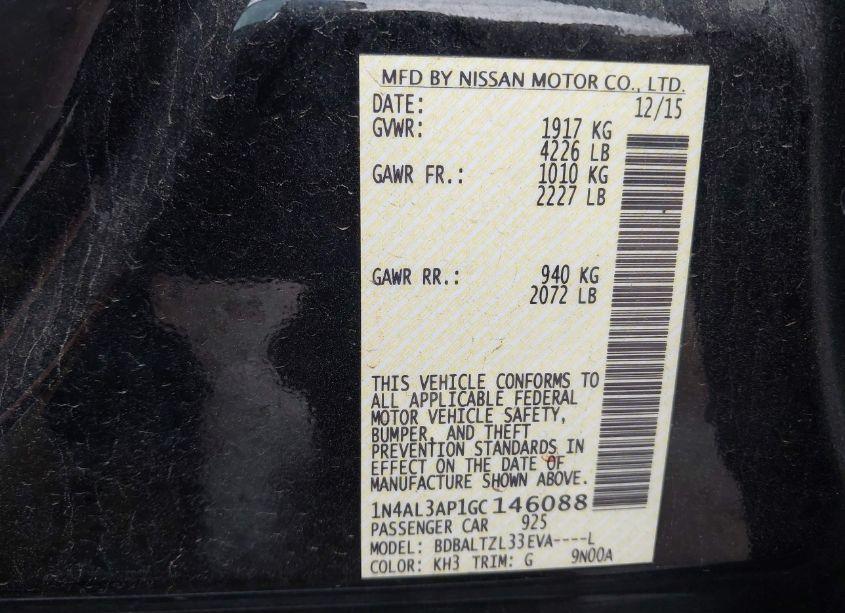 MFD BY NISSAN MOTOR CO., LTD.
DATE: 12/15
GVWR: 1917 KG
4226 LB
GAWR FR.: 1010 KG
2227 LB
GAWR RR.: 940 KG
2072 LB
THIS VEHICLE CONFORMS TO
ALL APPLICABLE FEDERAL
MOTOR VEHICLE SAFETY,
BUMPER, AND THEFT
PREVENTION STANDARDS IN
EFFECT ON THE DATE OF
MANUFACTURE SHOWN ABOVE.
1N4AL3AP1GC146088
PASSENGER CAR 925
MODEL: BDBALTZL33EVA----L
COLOR: KH3 TRIM: G 9N00A